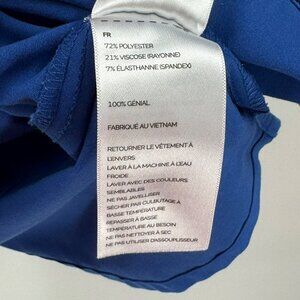 FR
72% POLYESTER
21% VISCOSE (RAYONNE)
7% ÉLASTHANNE (SPANDEX)
100% GÉNIAL
FABRIQUÉ AU VIETNAM
RETOURNER LE VÊTEMENT À
L'ENVERS
LAVER À LA MACHINE À L'EAU
FROIDE
LAVER AVEC DES COULEURS
SEMBLABLES
NE PAS JAVELLISER
SÉCHER PAR CULBUTAGE À
BASSE TEMPÉRATURE
REPASSER À BASSE
TEMPÉRATURE AU BESOIN
NE PAS NETTOYER À SEC
NE PAS UTILISER D'ASSOUPLISSEUR